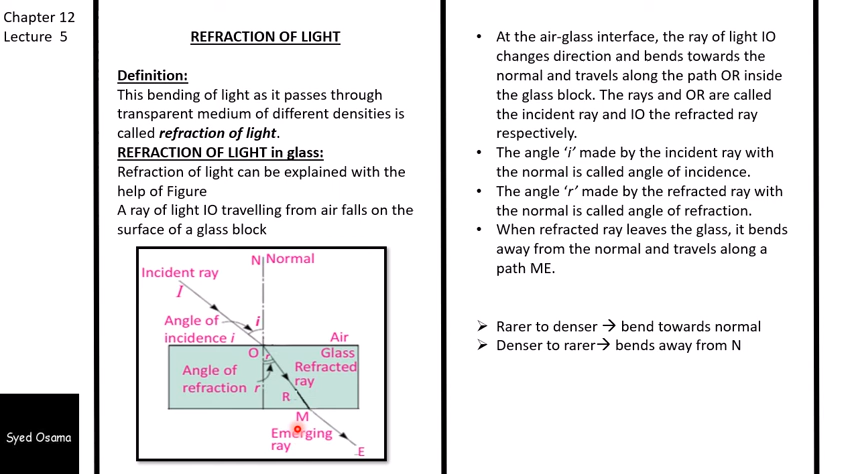 Chapter 12
Lecture 5
REFRACTION OF LIGHT
Definition:
This bending of light as it passes through
transparent medium of different densities is
called refraction of light.
REFRACTION OF LIGHT in glass:
Refraction of light can be explained with the
help of Figure
A ray of light IO travelling from air falls on the
surface of a glass block
N Normal
Incident ray
I
Angle of
incidence i
i
Air
O r
Glass
Angle of
refraction r
Refracted
ray
R
M
Emerging
ray
E
• At the air-glass interface, the ray of light IO
changes direction and bends towards the
normal and travels along the path OR inside
the glass block. The rays and OR are called
the incident ray and IO the refracted ray
respectively.
• The angle ‘i’ made by the incident ray with
the normal is called angle of incidence.
• The angle ‘r’ made by the refracted ray with
the normal is called angle of refraction.
• When refracted ray leaves the glass, it bends
away from the normal and travels along a
path ME.
➢ Rarer to denser → bend towards normal
➢ Denser to rarer→ bends away from N
Syed Osama